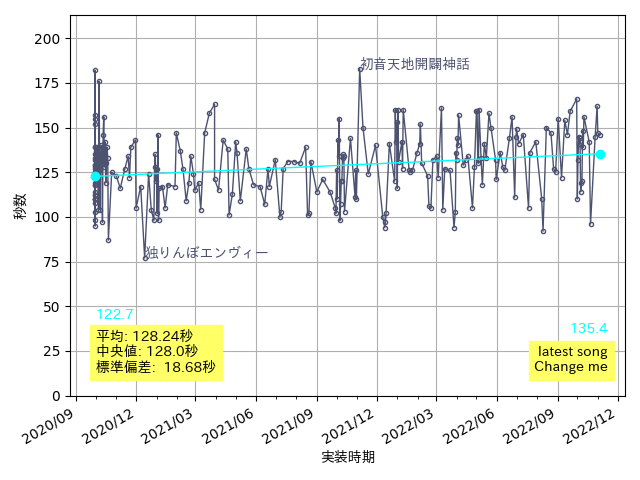 200
175
150
125
100
75
50
25
0
秒数
初音天地開闢神話
独りんぼエンヴィー
122.7
135.4
平均: 128.24秒
中央値: 128.0秒
標準偏差: 18.68秒
latest song
Change me
2020/09
2020/12
2021/03
2021/06
2021/09
2021/12
2022/03
2022/06
2022/09
2022/12
実装時期